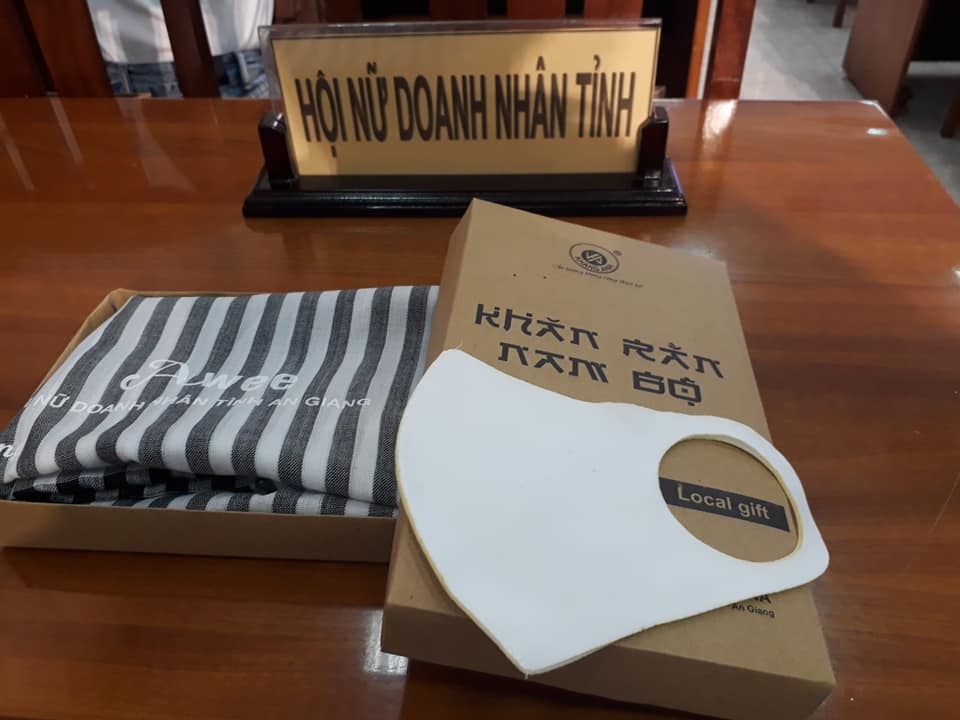 HỘI NỮ DOANH NHÂN TỈNH
KHĂN RẰN
NAM BỘ
Local gift
An Giang
Awee
NỮ DOANH NHÂN TỈNH AN GIANG